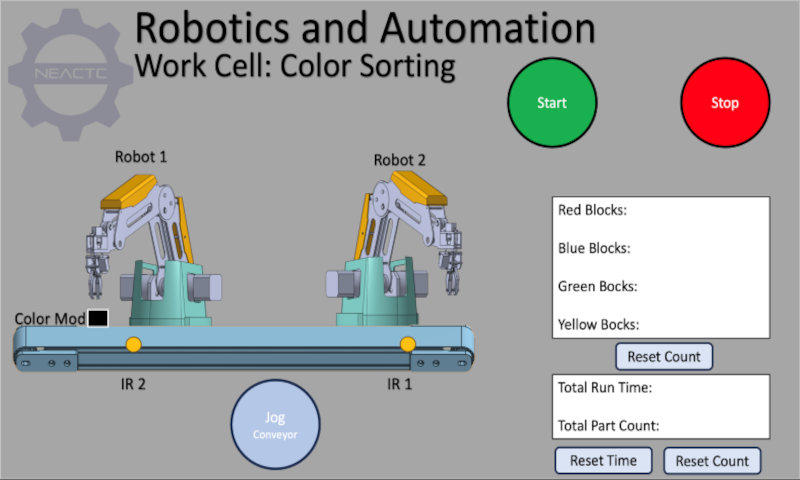 Robotics and Automation
Work Cell: Color Sorting
NEACTC
Start
Stop
Robot 1
Robot 2
Red Blocks:
Blue Blocks:
Green Bocks:
Yellow Bocks:
Color Mod
Reset Count
IR 2
IR 1
Total Run Time:
Total Part Count:
Jog
Conveyor
Reset Time
Reset Count